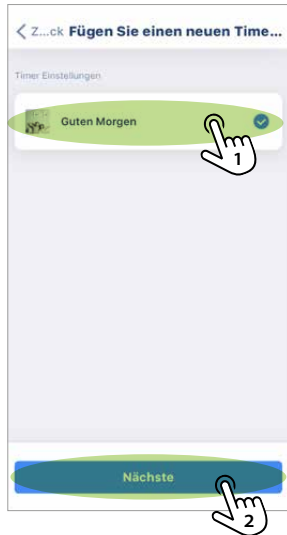 Z...ck Fügen Sie einen neuen Time...
Timer Einstellungen
Guten Morgen
1
Nächste
2